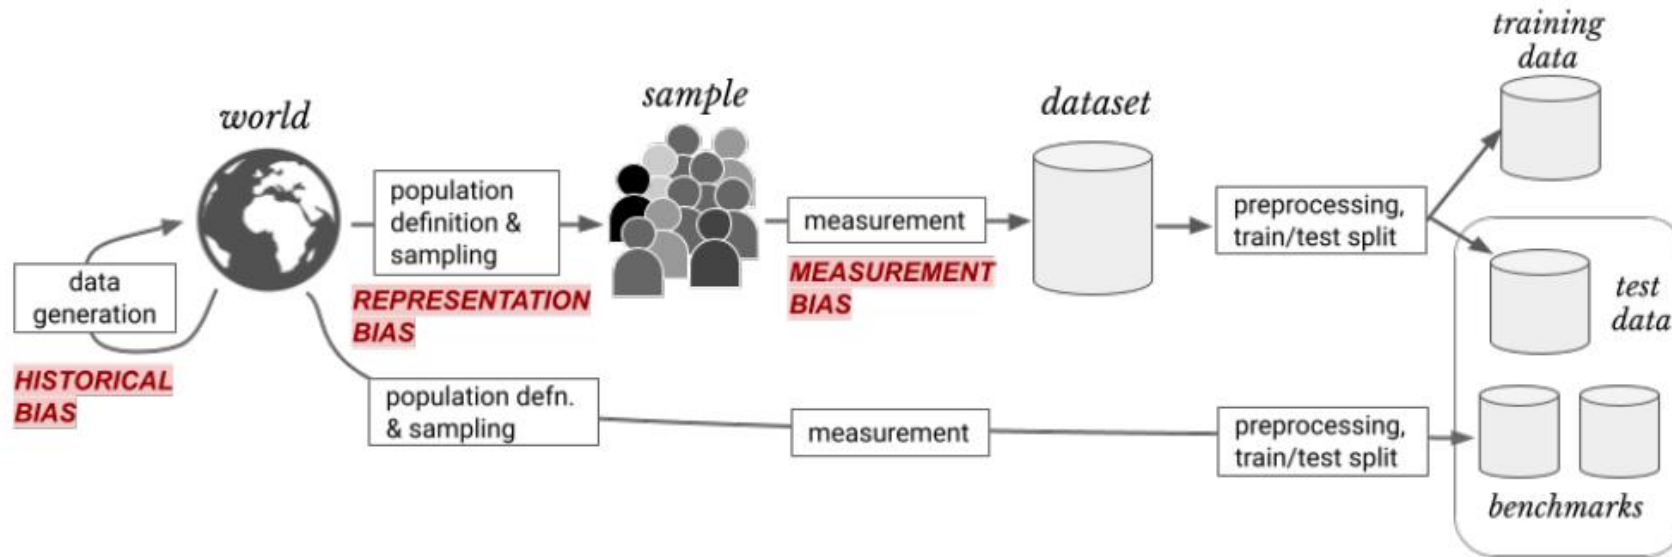 training
data
sample
dataset
world
population
definition &
sampling
measurement
preprocessing,
train/test split
data
generation
REPRESENTATION
BIAS
MEASUREMENT
BIAS
test
data
HISTORICAL
BIAS
population defn.
& sampling
measurement
preprocessing,
train/test split
benchmarks